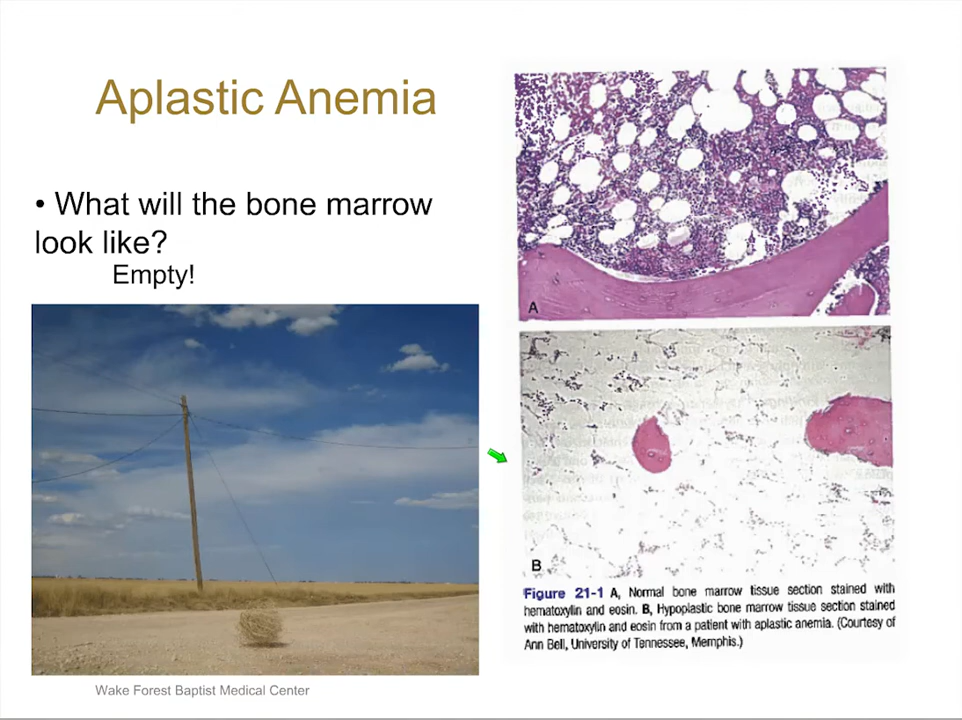 Aplastic Anemia
• What will the bone marrow
look like?
Empty!
A
B
Figure 21-1 A, Normal bone marrow tissue section stained with
hematoxylin and eosin. B, Hypoplastic bone marrow tissue section stained
with hematoxylin and eosin from a patient with aplastic anemia. (Courtesy of
Ann Bell, University of Tennessee, Memphis.)
Wake Forest Baptist Medical Center